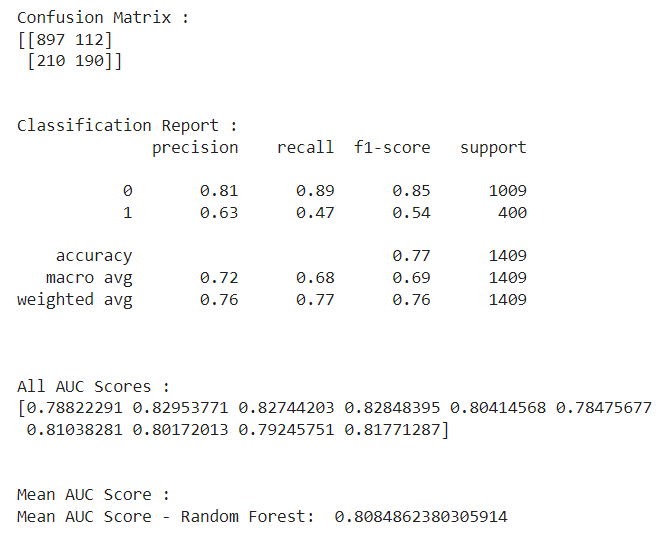 Confusion Matrix :
[[897 112]
 [210 190]]
Classification Report :
              precision    recall  f1-score   support
           0       0.81      0.89      0.85      1009
           1       0.63      0.47      0.54       400
    accuracy                           0.77      1409
   macro avg       0.72      0.68      0.69      1409
weighted avg       0.76      0.77      0.76      1409
All AUC Scores :
[0.78822291 0.82953771 0.82744203 0.82848395 0.80414568 0.78475677
 0.81038281 0.80172013 0.79245751 0.81771287]
Mean AUC Score :
Mean AUC Score - Random Forest:  0.8084862380305914